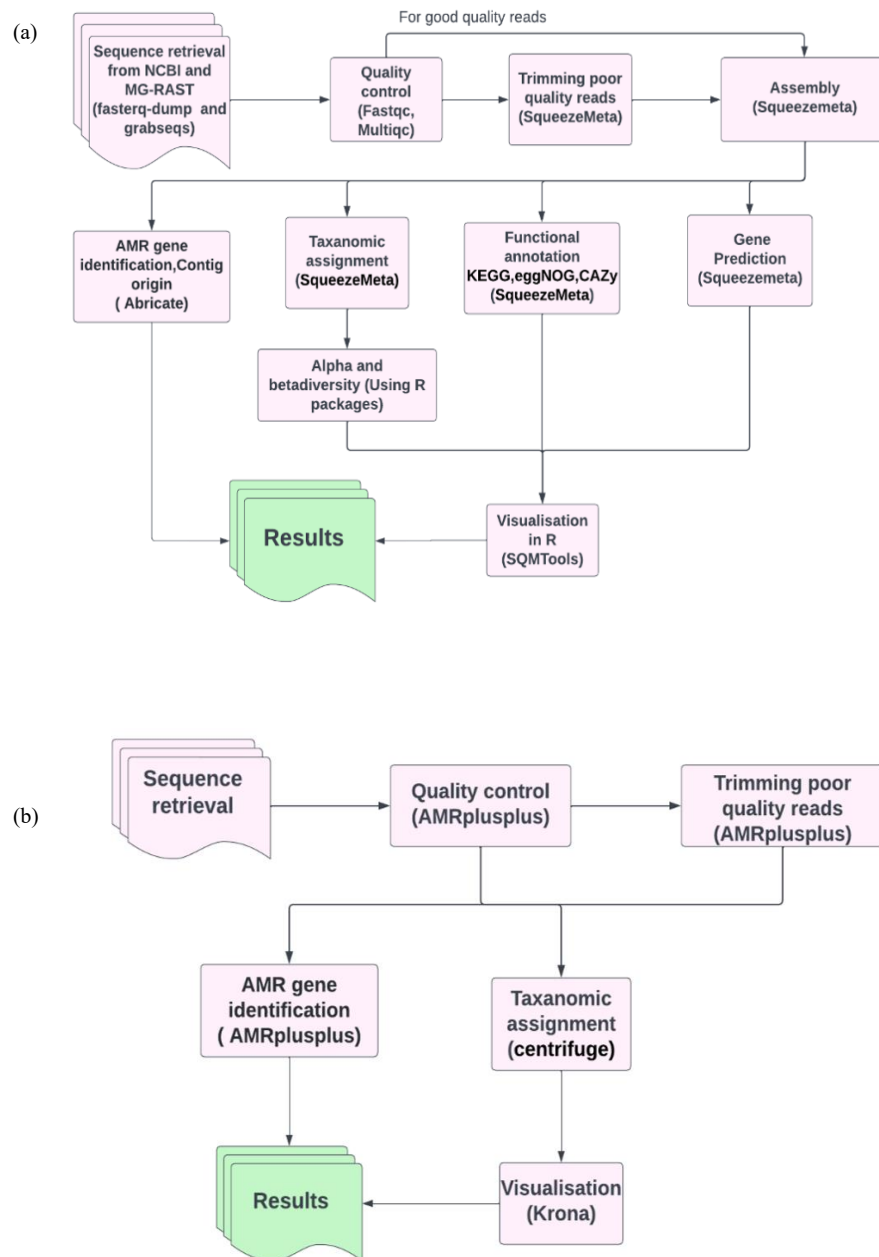 For good quality reads
(a)
Sequence retrieval
from NCBI and
MG-RAST
(fasterq-dump and
grabseqs)
Quality
control
(Fastqc,
Multiqc)
Trimming poor
quality reads
(SqueezeMeta)
Assembly
(Squeezemeta)
AMR gene
identification,Contig
origin
( Abricate)
Taxanomic
assignment
(SqueezeMeta)
Functional
annotation
KEGG,eggNOG,CAZy
(SqueezeMeta)
Gene
Prediction
(Squeezemeta)
Alpha and
betadiversity (Using R
packages)
Results
Visualisation
in R
(SQMTools)
(b)
Sequence
retrieval
Quality control
(AMRplusplus)
Trimming poor
quality reads
(AMRplusplus)
AMR gene
identification
( AMRplusplus)
Taxanomic
assignment
(centrifuge)
Results
Visualisation
(Krona)